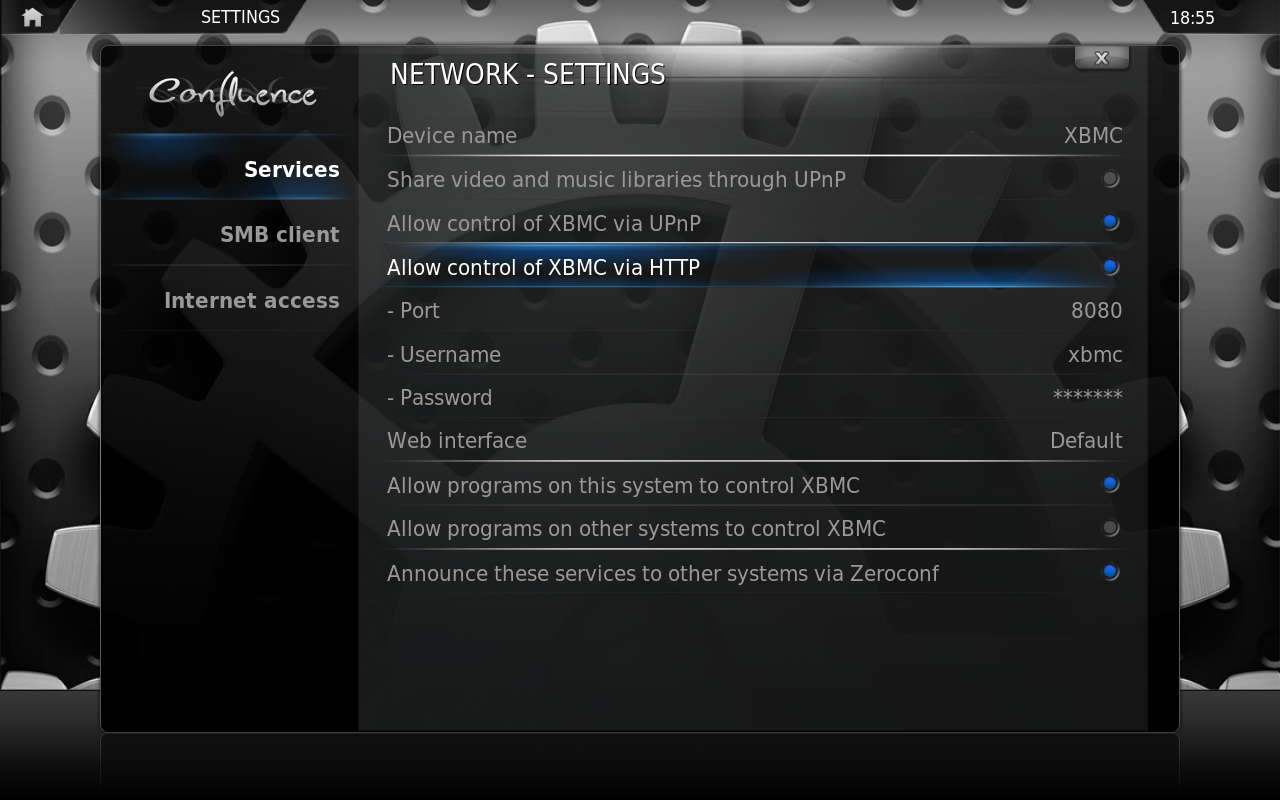 SETTINGS
18:55
Confluence
NETWORK - SETTINGS
x
Services
SMB client
Internet access
Device name XBMC
Share video and music libraries through UPnP
Allow control of XBMC via UPnP
Allow control of XBMC via HTTP
- Port 8080
- Username xbmc
- Password *******
Web interface Default
Allow programs on this system to control XBMC
Allow programs on other systems to control XBMC
Announce these services to other systems via Zeroconf